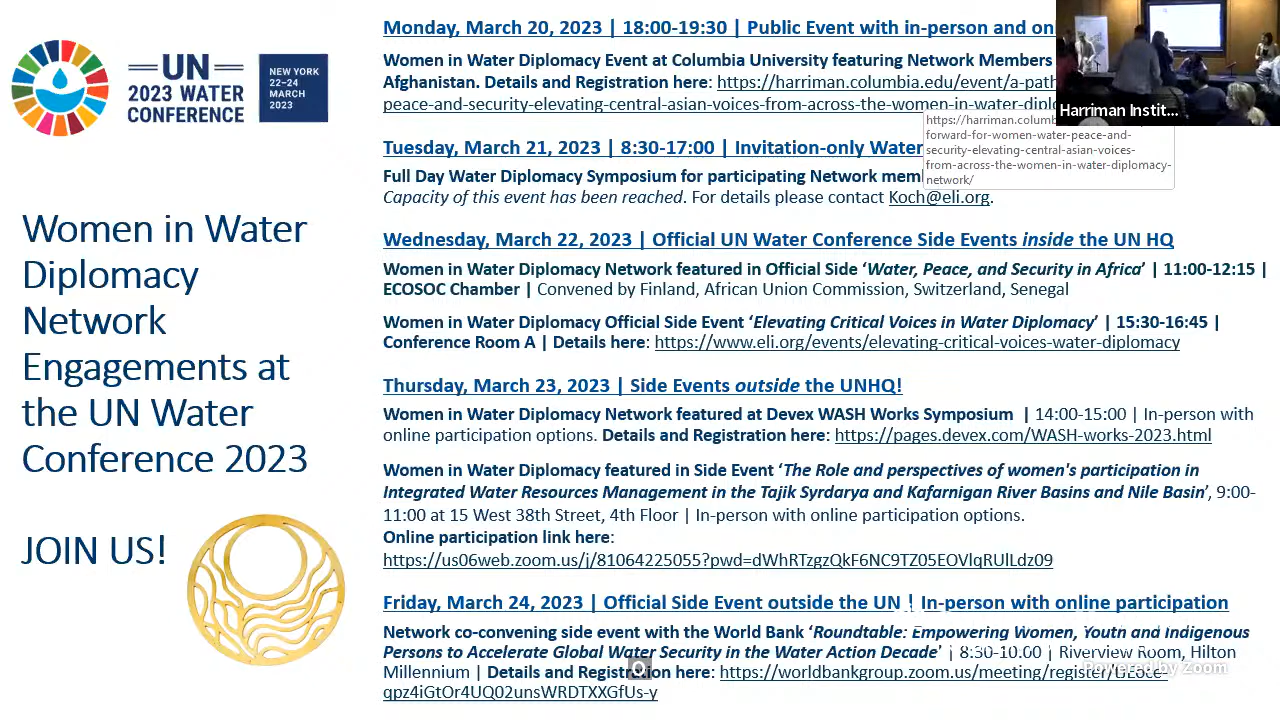 UN
2023 WATER
CONFERENCE
NEW YORK
22–24
MARCH
2023
Women in Water
Diplomacy
Network
Engagements at
the UN Water
Conference 2023
JOIN US!
Monday, March 20, 2023 | 18:00-19:30 | Public Event with in-person and on
Women in Water Diplomacy Event at Columbia University featuring Network Members
Afghanistan. Details and Registration here: https://harriman.columbia.edu/event/a-path
peace-and-security-elevating-central-asian-voices-from-across-the-women-in-water-diplo
Harriman Instit...
https://harriman.columb
forward-for-women-water-peace-and-
security-elevating-central-asian-voices-
from-across-the-women-in-water-diplomacy-
network/
Tuesday, March 21, 2023 | 8:30-17:00 | Invitation-only Water
Full Day Water Diplomacy Symposium for participating Network mem
Capacity of this event has been reached. For details please contact Koch@eli.org.
Wednesday, March 22, 2023 | Official UN Water Conference Side Events inside the UN HQ
Women in Water Diplomacy Network featured in Official Side ‘Water, Peace, and Security in Africa’ | 11:00-12:15 |
ECOSOC Chamber | Convened by Finland, African Union Commission, Switzerland, Senegal
Women in Water Diplomacy Official Side Event ‘Elevating Critical Voices in Water Diplomacy’ | 15:30-16:45 |
Conference Room A | Details here: https://www.eli.org/events/elevating-critical-voices-water-diplomacy
Thursday, March 23, 2023 | Side Events outside the UNHQ!
Women in Water Diplomacy Network featured at Devex WASH Works Symposium | 14:00-15:00 | In-person with
online participation options. Details and Registration here: https://pages.devex.com/WASH-works-2023.html
Women in Water Diplomacy featured in Side Event ‘The Role and perspectives of women's participation in
Integrated Water Resources Management in the Tajik Syrdarya and Kafarnigan River Basins and Nile Basin’, 9:00-
11:00 at 15 West 38th Street, 4th Floor | In-person with online participation options.
Online participation link here:
https://us06web.zoom.us/j/81064225055?pwd=dWhRTzgzQkF6NC9TZ05EOVlqRUlLdz09
Friday, March 24, 2023 | Official Side Event outside the UN | In-person with online participation
Network co-convening side event with the World Bank ‘Roundtable: Empowering Women, Youth and Indigenous
Persons to Accelerate Global Water Security in the Water Action Decade’ | 8:30-10:00 | Riverview Room, Hilton
Millennium | Details and Registration here: https://worldbankgroup.zoom.us/meeting/register/
qpz4iGtOr4UQ02unsWRDTXXGfUs-y
Powered by Zoom